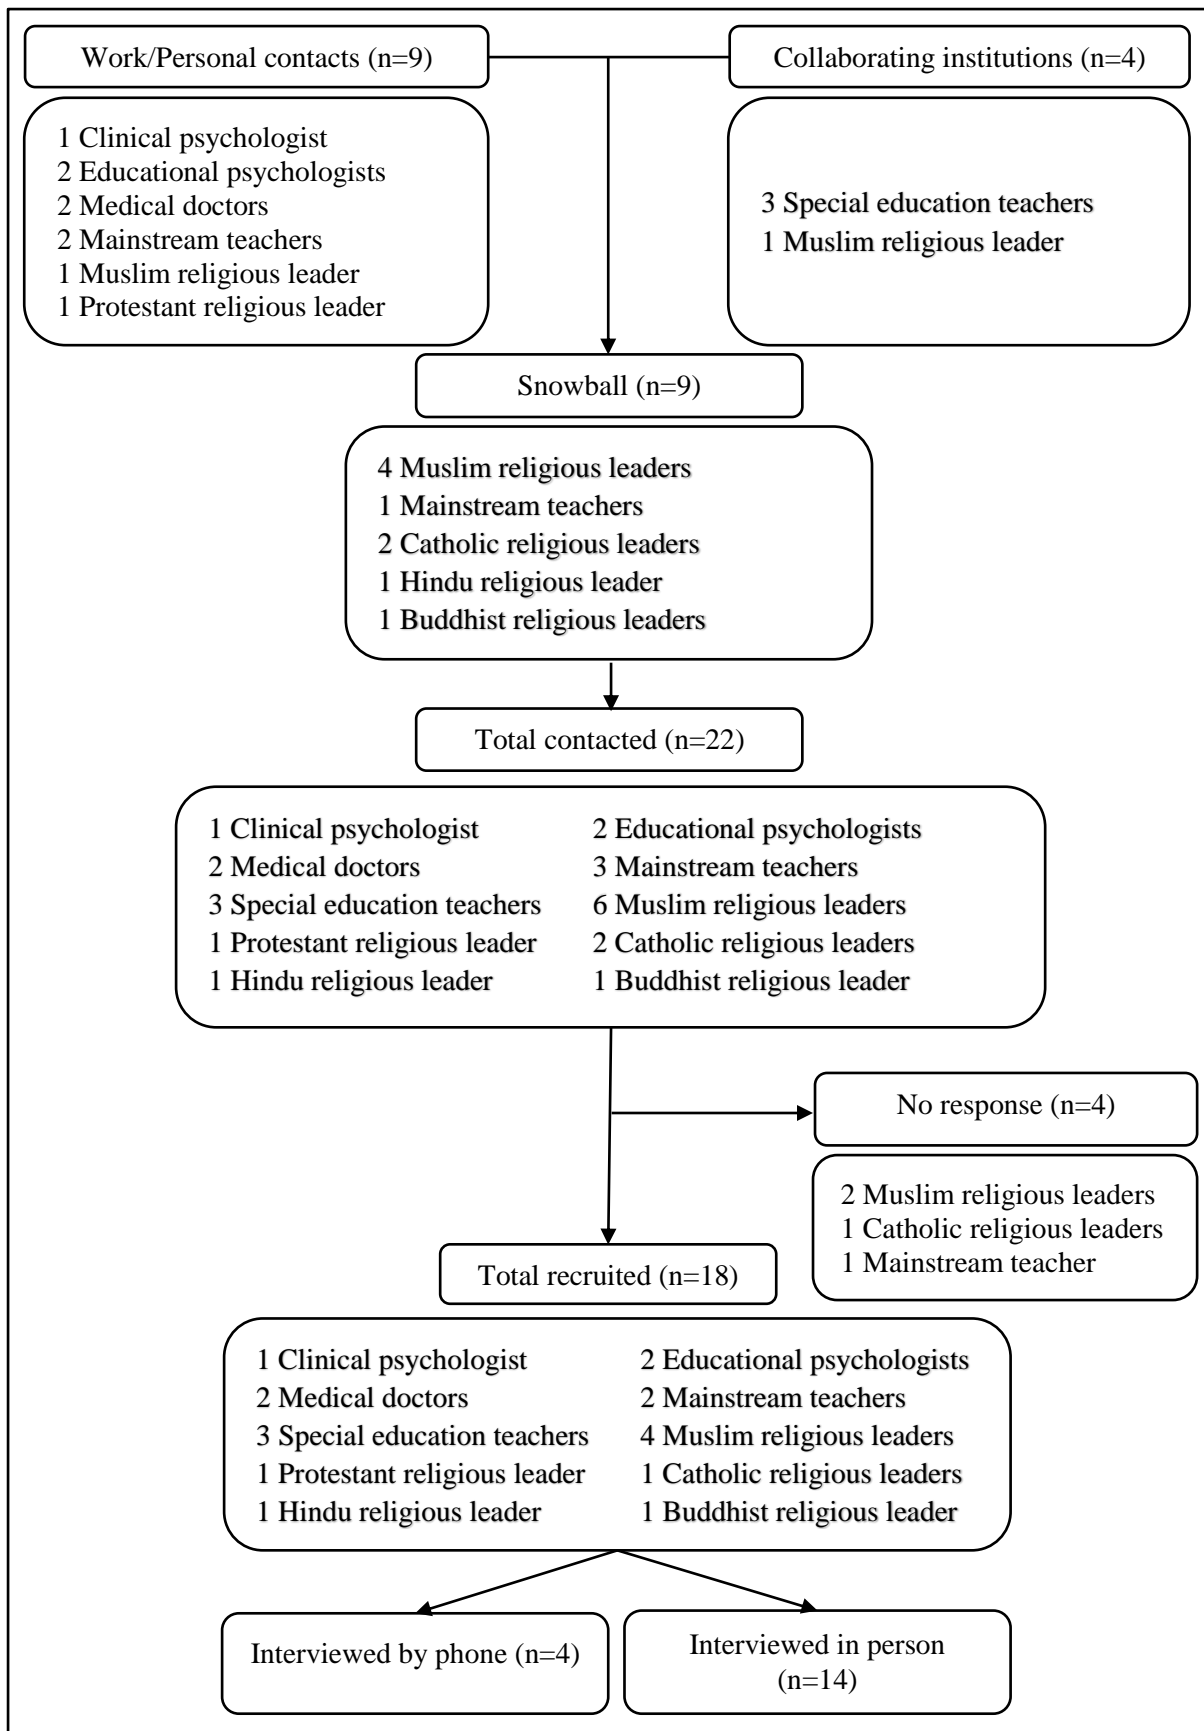 Work/Personal contacts (n=9)
Collaborating institutions (n=4)
1 Clinical psychologist
2 Educational psychologists
2 Medical doctors
2 Mainstream teachers
1 Muslim religious leader
1 Protestant religious leader
3 Special education teachers
1 Muslim religious leader
Snowball (n=9)
4 Muslim religious leaders
1 Mainstream teachers
2 Catholic religious leaders
1 Hindu religious leader
1 Buddhist religious leaders
Total contacted (n=22)
1 Clinical psychologist
2 Medical doctors
3 Special education teachers
1 Protestant religious leader
1 Hindu religious leader
2 Educational psychologists
3 Mainstream teachers
6 Muslim religious leaders
2 Catholic religious leaders
1 Buddhist religious leader
No response (n=4)
2 Muslim religious leaders
1 Catholic religious leaders
1 Mainstream teacher
Total recruited (n=18)
1 Clinical psychologist
2 Medical doctors
3 Special education teachers
1 Protestant religious leader
1 Hindu religious leader
2 Educational psychologists
2 Mainstream teachers
4 Muslim religious leaders
1 Catholic religious leaders
1 Buddhist religious leader
Interviewed by phone (n=4)
Interviewed in person
(n=14)